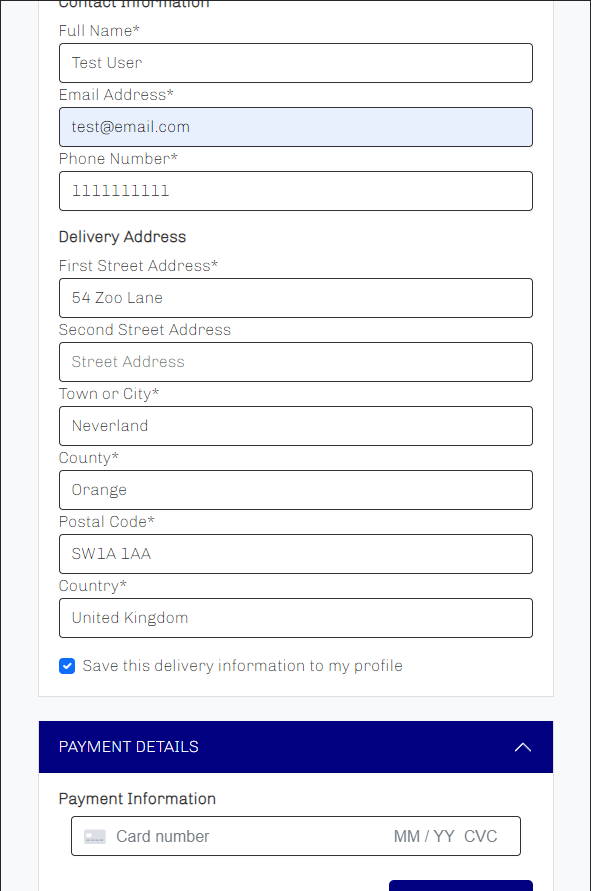 Contact Information
Full Name*
Test User
Email Address*
test@email.com
Phone Number*
1111111111
Delivery Address
First Street Address*
54 Zoo Lane
Second Street Address
Street Address
Town or City*
Neverland
County*
Orange
Postal Code*
SW1A 1AA
Country*
United Kingdom
Save this delivery information to my profile
PAYMENT DETAILS
Payment Information
Card number MM / YY CVC